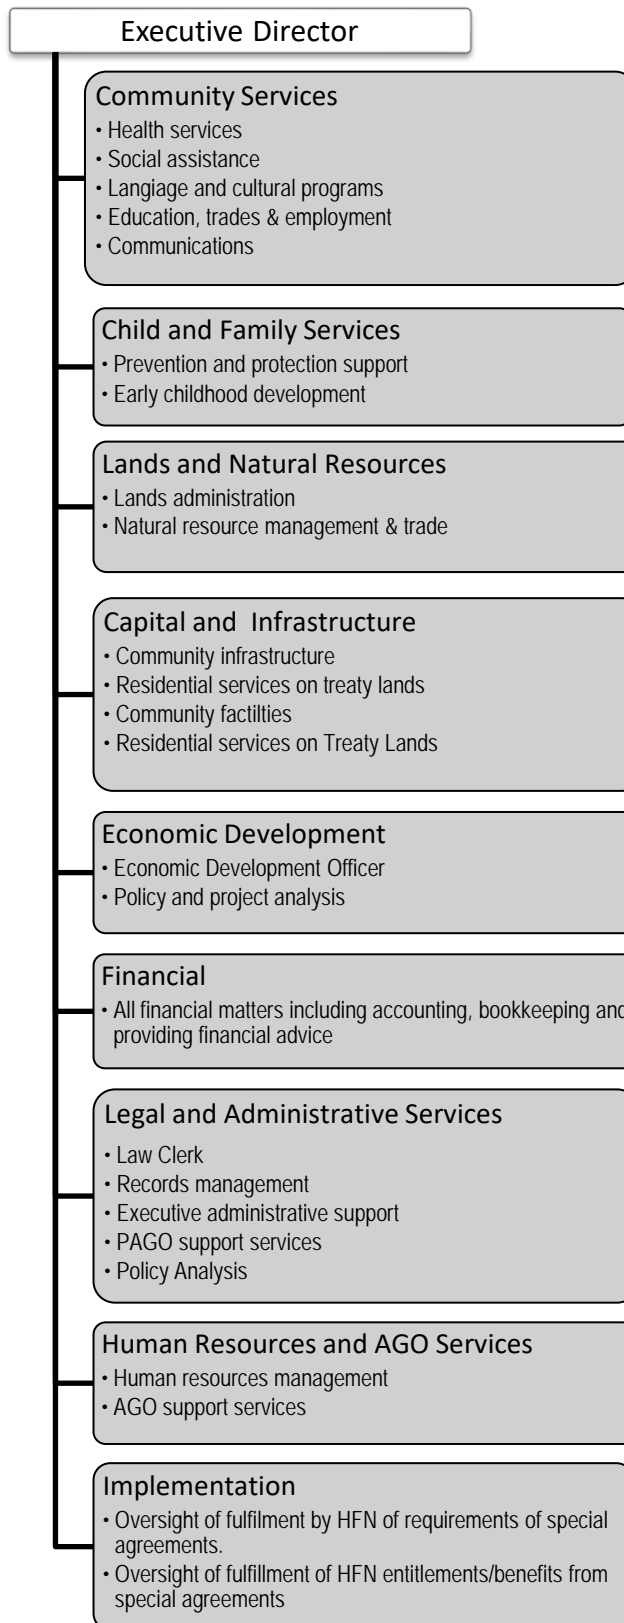 Executive Director
Community Services
• Health services
• Social assistance
• Langiage and cultural programs
• Education, trades & employment
• Communications
Child and Family Services
• Prevention and protection support
• Early childhood development
Lands and Natural Resources
• Lands administration
• Natural resource management & trade
Capital and Infrastructure
• Community infrastructure
• Residential services on treaty lands
• Community factilties
• Residential services on Treaty Lands
Economic Development
• Economic Development Officer
• Policy and project analysis
Financial
• All financial matters including accounting, bookkeeping and
providing financial advice
Legal and Administrative Services
• Law Clerk
• Records management
• Executive administrative support
• PAGO support services
• Policy Analysis
Human Resources and AGO Services
• Human resources management
• AGO support services
Implementation
• Oversight of fulfilment by HFN of requirements of special
agreements.
• Oversight of fulfillment of HFN entitlements/benefits from
special agreements